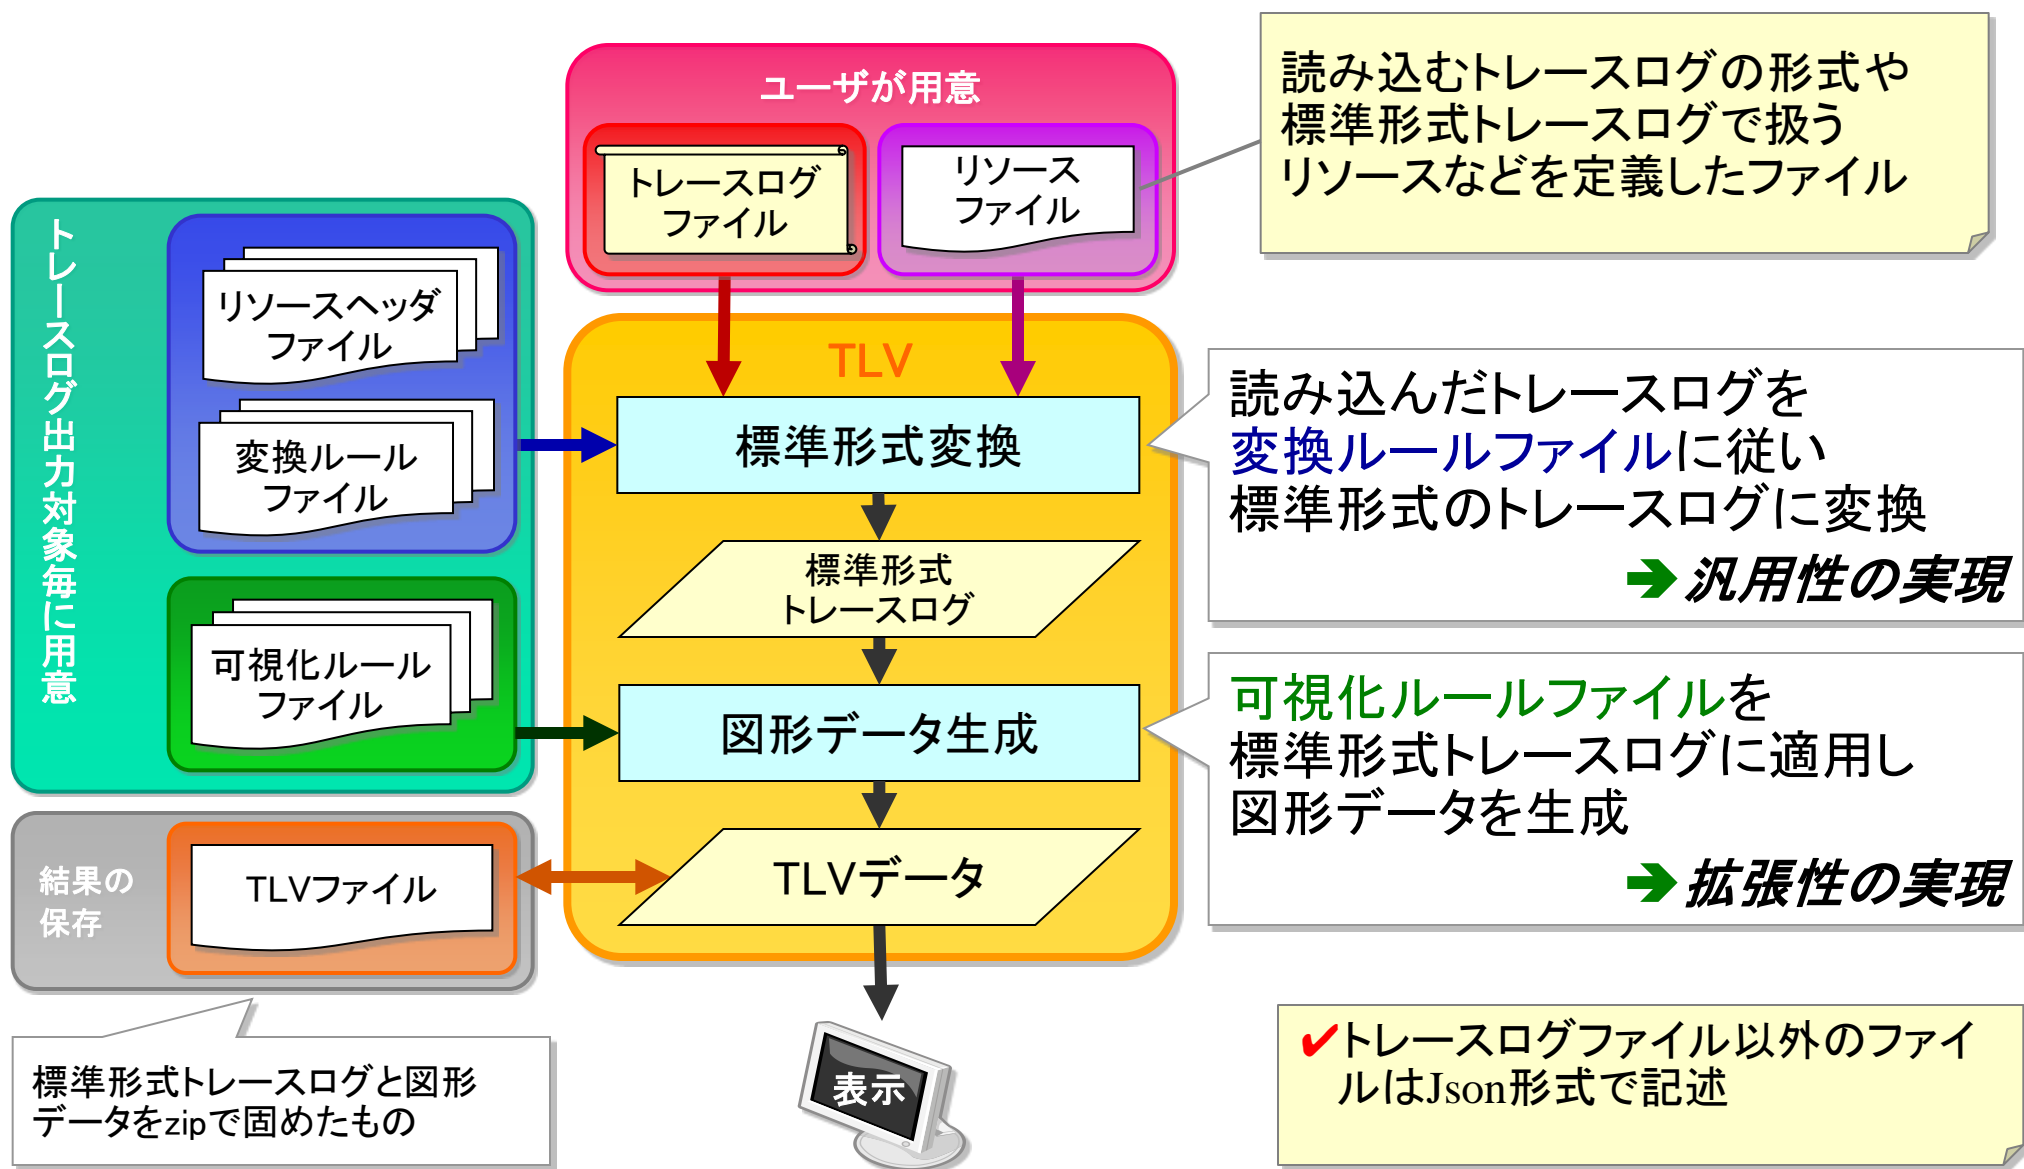 ユーザが用意
トレースログ
ファイル
リソース
ファイル
読み込むトレースログの形式や
標準形式トレースログで扱う
リソースなどを定義したファイル
トレースログ出力対象毎に用意
リソースヘッダ
ファイル
変換ルール
ファイル
可視化ルール
ファイル
TLV
標準形式変換
標準形式
トレースログ
図形データ生成
TLVデータ
読み込んだトレースログを
変換ルールファイルに従い
標準形式のトレースログに変換
➔汎用性の実現
可視化ルールファイルを
標準形式トレースログに適用し
図形データを生成
➔拡張性の実現
結果の
保存
TLVファイル
標準形式トレースログと図形
データをzipで固めたもの
表示
✔トレースログファイル以外のファイ
ルはJson形式で記述